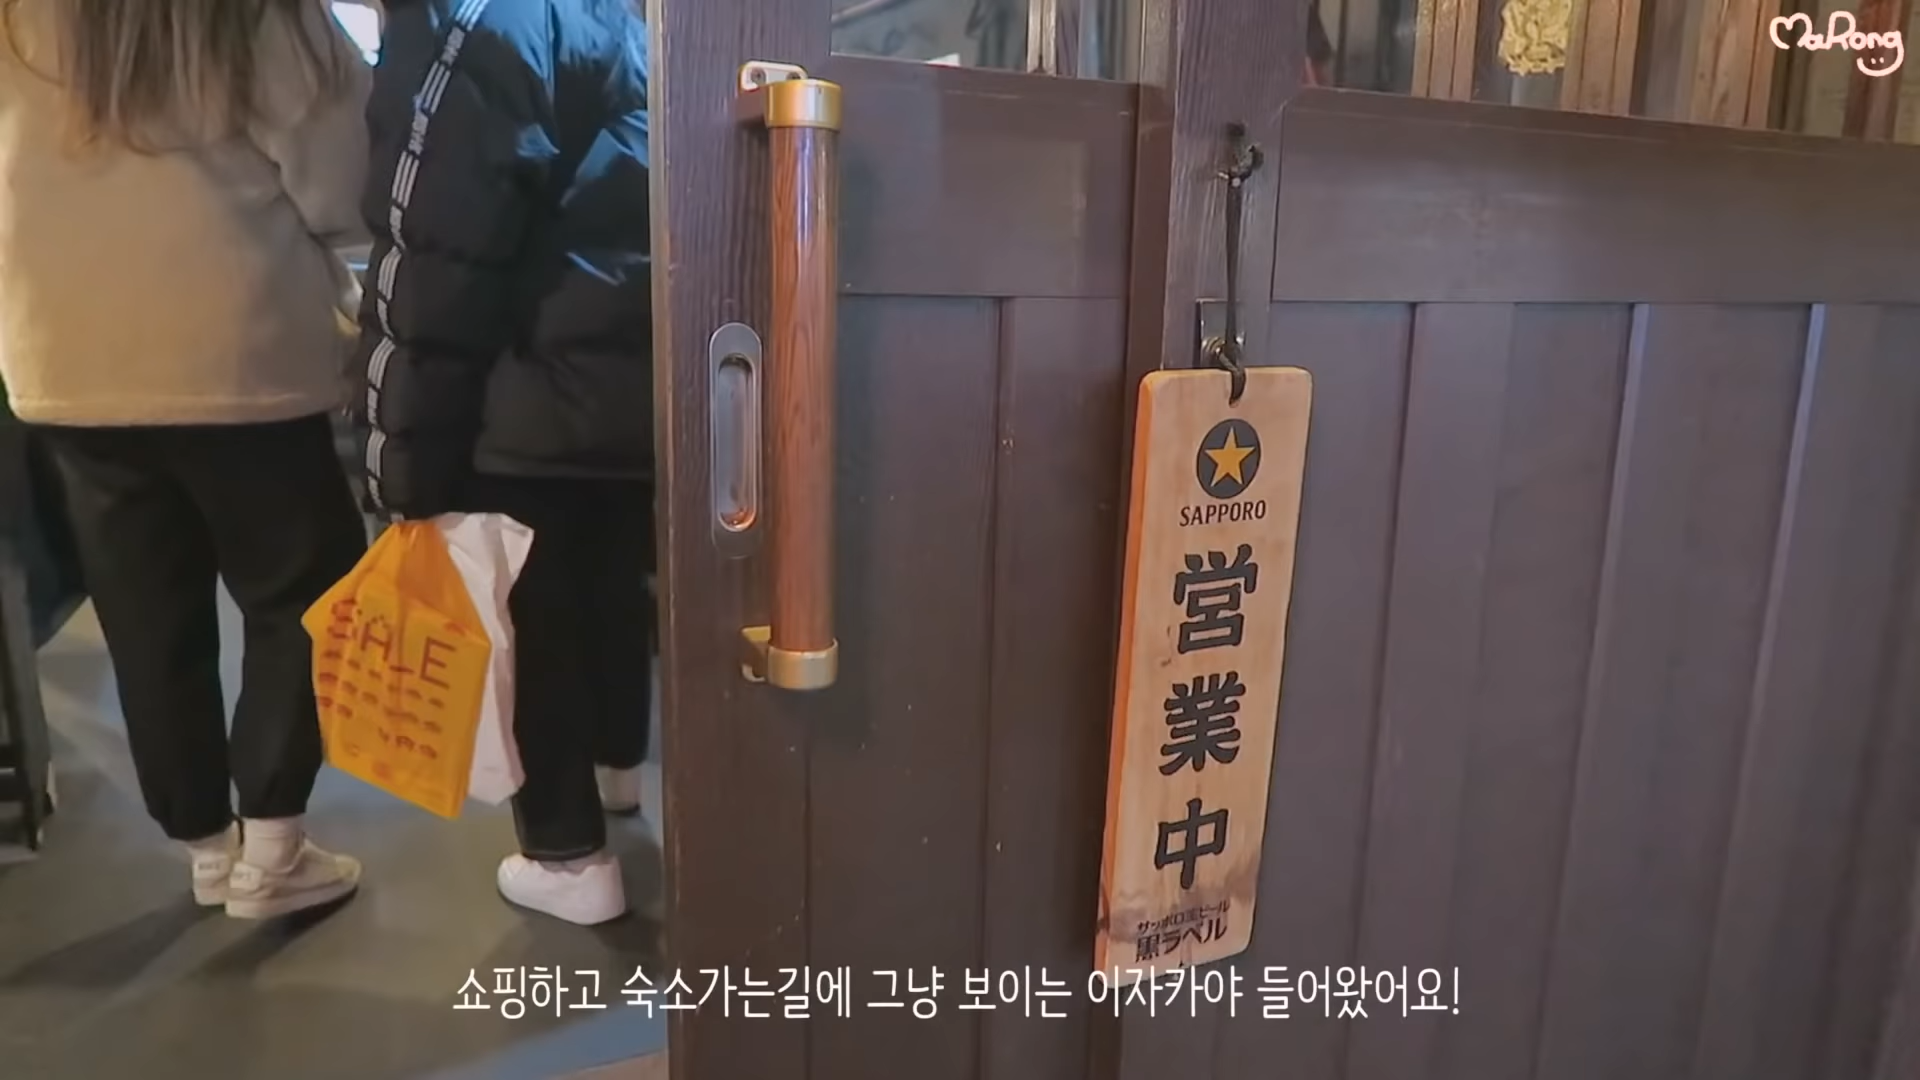 MaRong
SAPPORO
営業中
サッポロ生ビール
黒ラベル
SALE
쇼핑하고 숙소가는길에 그냥 보이는 이자카야 들어왔어요!